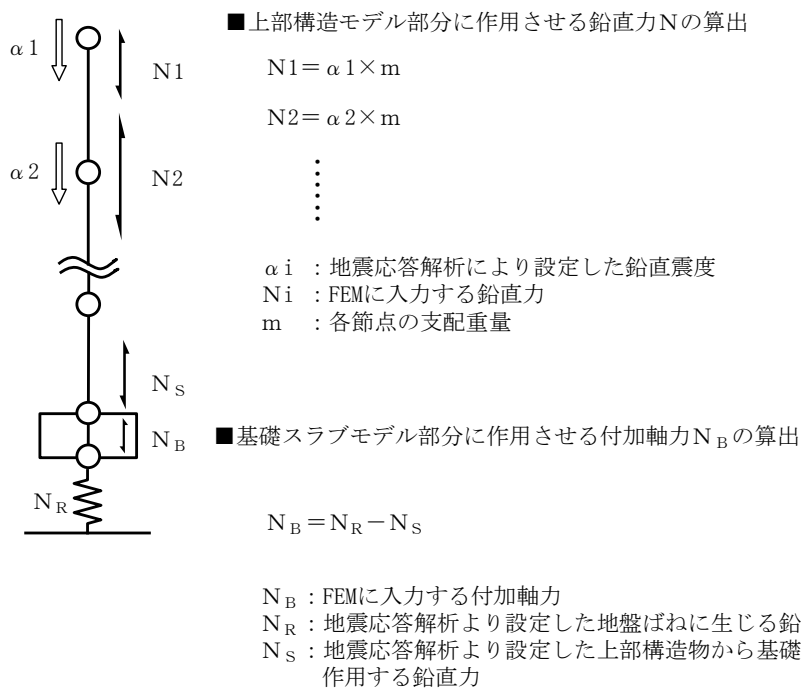 ■上部構造モデル部分に作用させる鉛直力Nの算出
α1
N1
N1=α1×m
N2=α2×m
α2
N2
αi:地震応答解析により設定した鉛直震度
Ni:FEMに入力する鉛直力
m:各節点の支配重量
NS
NB
■基礎スラブモデル部分に作用させる付加軸力NBの算出
NR
NB=NR-NS
NB:FEMに入力する付加軸力
NR:地震応答解析より設定した地盤ばねに生じる鉛
NS:地震応答解析より設定した上部構造物から基礎
作用する鉛直力